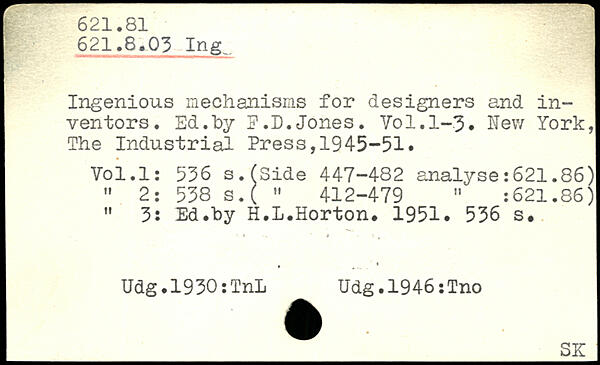 621.81
621.8.03 Ing
Ingenious mechanisms for designers and in-
ventors. Ed.by F.D.Jones. Vol.1-3. New York,
The Industrial Press,1945-51.
Vol.1: 536 s.(Side 447-482 analyse:621.86)
" 2: 538 s.( " 412-479 " :621.86)
" 3: Ed.by H.L.Horton. 1951. 536 s.
Udg.1930:TnL Udg.1946:Tno
SK